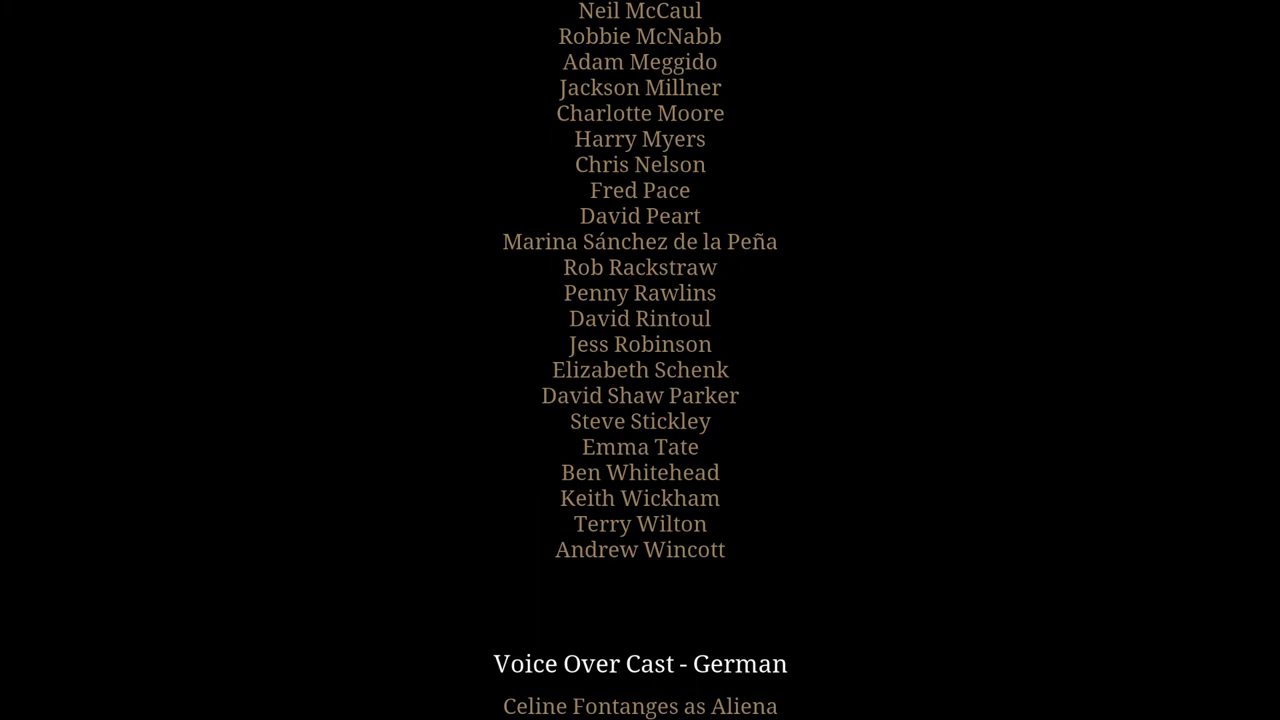 Neil McCaul
Robbie McNabb
Adam Meggido
Jackson Millner
Charlotte Moore
Harry Myers
Chris Nelson
Fred Pace
David Peart
Marina Sánchez de la Peña
Rob Rackstraw
Penny Rawlins
David Rintoul
Jess Robinson
Elizabeth Schenk
David Shaw Parker
Steve Stickley
Emma Tate
Ben Whitehead
Keith Wickham
Terry Wilton
Andrew Wincott
Voice Over Cast - German
Celine Fontanges as Aliena